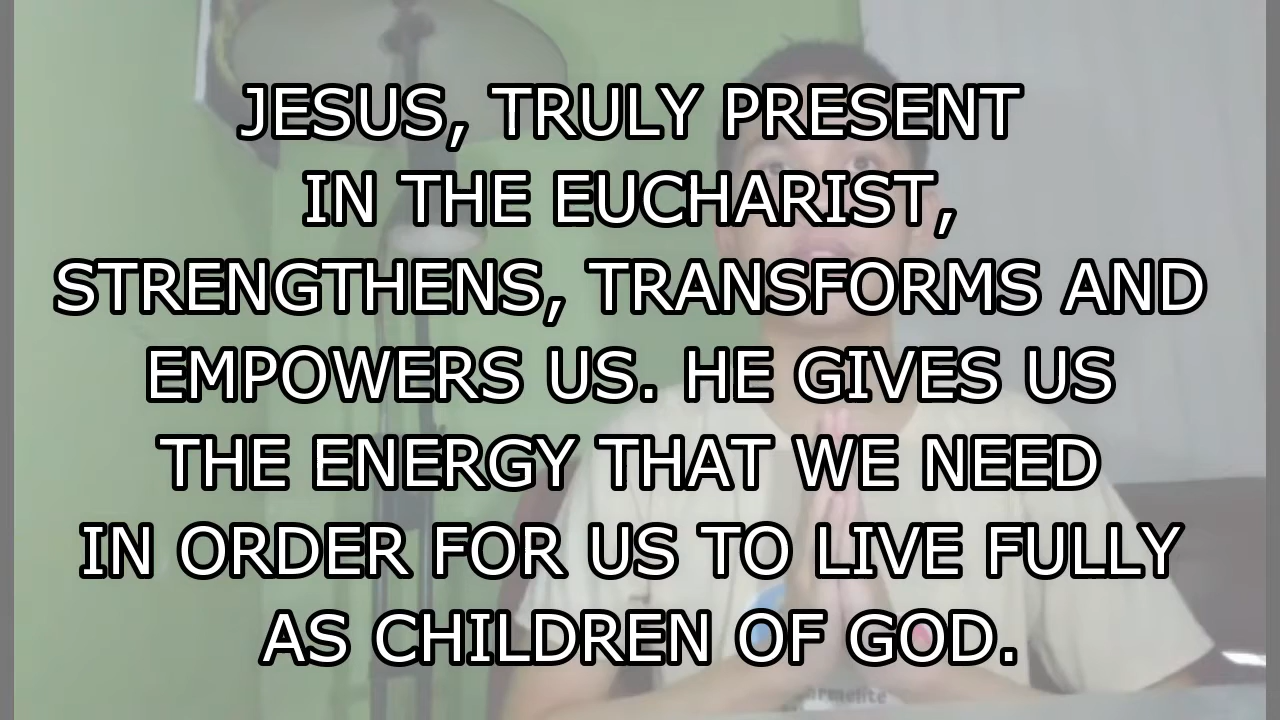 JESUS, TRULY PRESENT
IN THE EUCHARIST,
STRENGTHENS, TRANSFORMS AND
EMPOWERS US. HE GIVES US
THE ENERGY THAT WE NEED
IN ORDER FOR US TO LIVE FULLY
AS CHILDREN OF GOD.